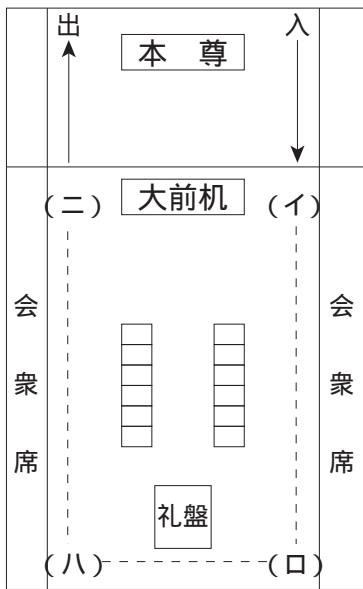 出
入
本 尊
(ニ)
大前机
(イ)
会衆席
会衆席
礼盤
(ハ)
(ロ)